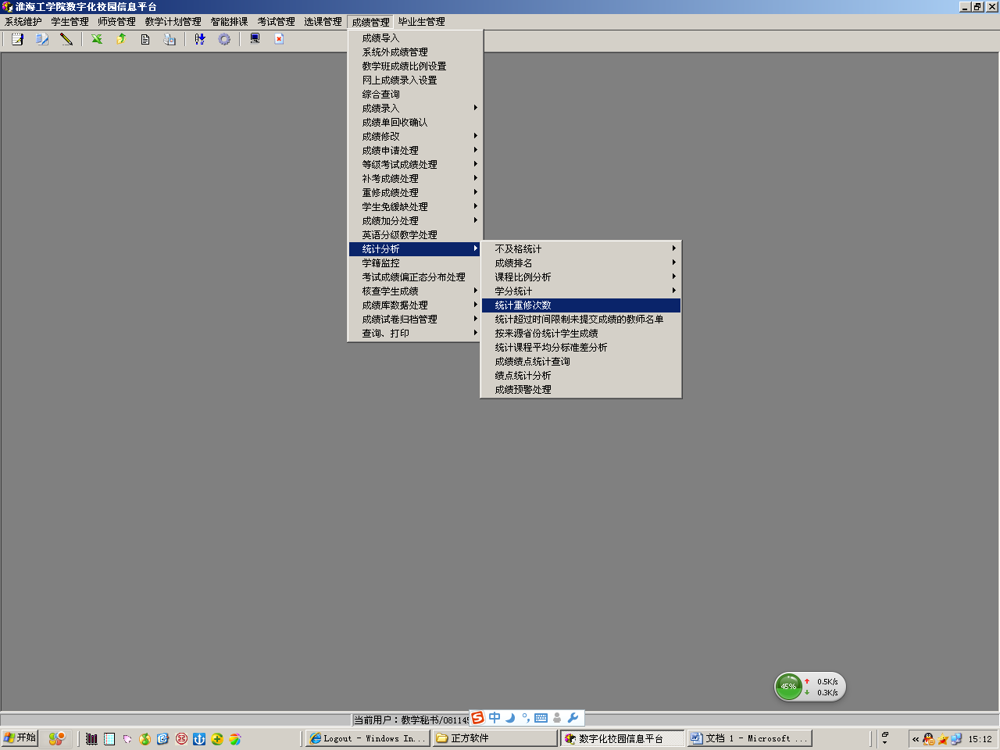 淮海工学院数字化校园信息平台
系统维护 学生管理 师资管理 教学计划管理 智能排课 考试管理 选课管理 成绩管理 毕业生管理
成绩导入
系统外成绩管理
教学班成绩比例设置
网上成绩录入设置
综合查询
成绩录入
成绩单回收确认
成绩修改
成绩申请处理
等级考试成绩处理
补考成绩处理
重修成绩处理
学生免缓缺处理
成绩加分处理
英语分级教学处理
统计分析
学籍监控
考试成绩偏正态分布处理
核查学生成绩
成绩库数据处理
成绩试卷归档管理
查询、打印
不及格统计
成绩排名
课程比例分析
学分统计
统计重修次数
统计超过时间限制未提交成绩的教师名单
按来源省份统计学生成绩
统计课程平均分标准差分析
成绩绩点统计查询
绩点统计分析
成绩预警处理
45% 0.5K/s
0.3K/s
当前用户：教学秘书/08114 中
开始 Logout - Windows In... 正方软件 数字化校园信息平台 文档 1 - Microsoft ... « 15:12